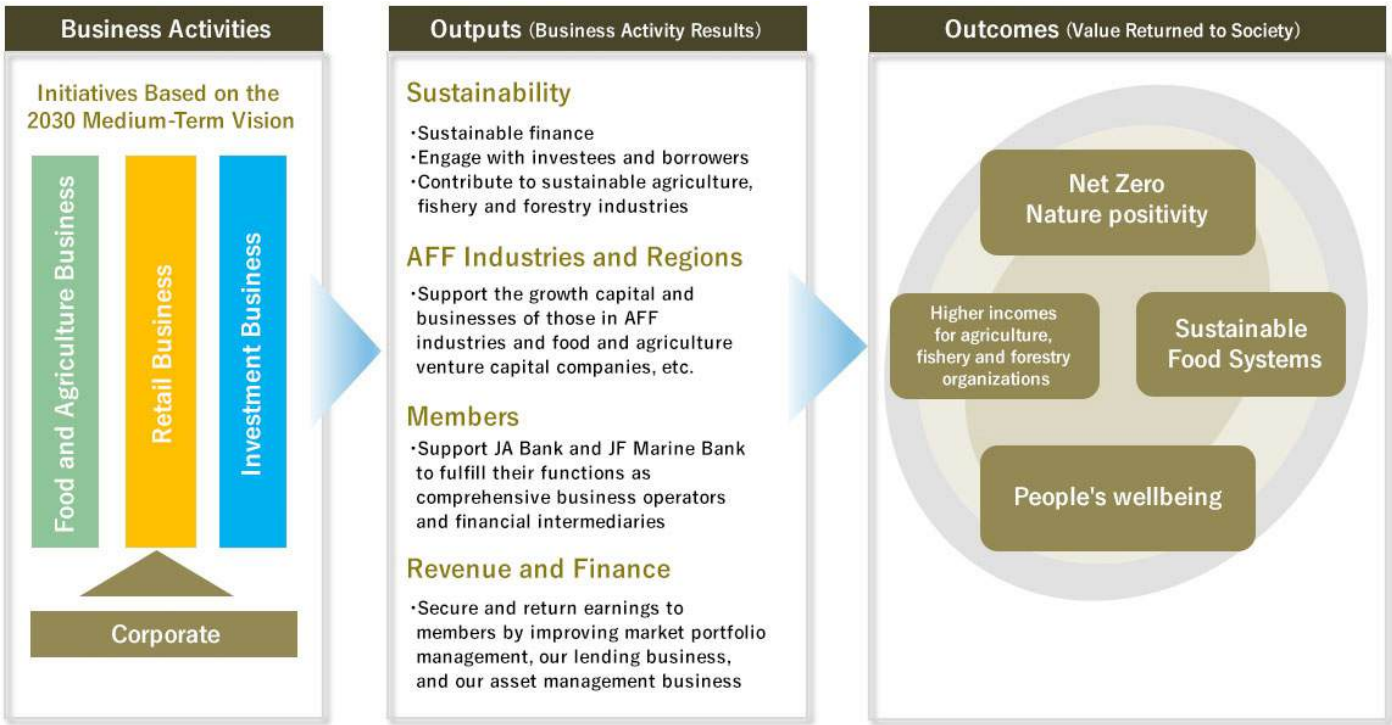 Business Activities
Initiatives Based on the
2030 Medium-Term Vision
Food and Agriculture Business
Retail Business
Investment Business
Corporate
Outputs (Business Activity Results)
Sustainability
・Sustainable finance
・Engage with investees and borrowers
・Contribute to sustainable agriculture,
fishery and forestry industries
AFF Industries and Regions
・Support the growth capital and
businesses of those in AFF
industries and food and agriculture
venture capital companies, etc.
Members
・Support JA Bank and JF Marine Bank
to fulfill their functions as
comprehensive business operators
and financial intermediaries
Revenue and Finance
・Secure and return earnings to
members by improving market portfolio
management, our lending business,
and our asset management business
Outcomes (Value Returned to Society)
Net Zero
Nature positivity
Higher incomes
for agriculture,
fishery and forestry
organizations
Sustainable
Food Systems
People's wellbeing